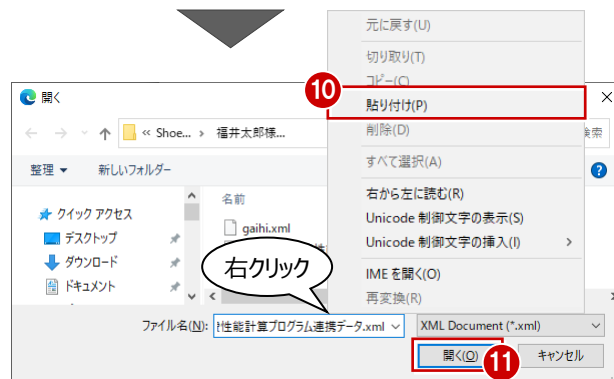 元に戻す(U)
切り取り(T)
コピー(C)
⑩
貼り付け(P)
削除(D)
すべて選択(A)
右から左に読む(R)
Unicode 制御文字の表示(S)
Unicode 制御文字の挿入(I)
IME を開く(O)
再変換(R)
開く
« Shoe... › 福井太郎様...
検索
整理
新しいフォルダー
名前
クイック アクセス
gaihi.xml
デスクトップ
ダウンロード
ドキュメント
右クリック
ファイル名(N):
性能計算プログラム連携データ.xml
XML Document (*.xml)
開く(O)
⑪
キャンセル